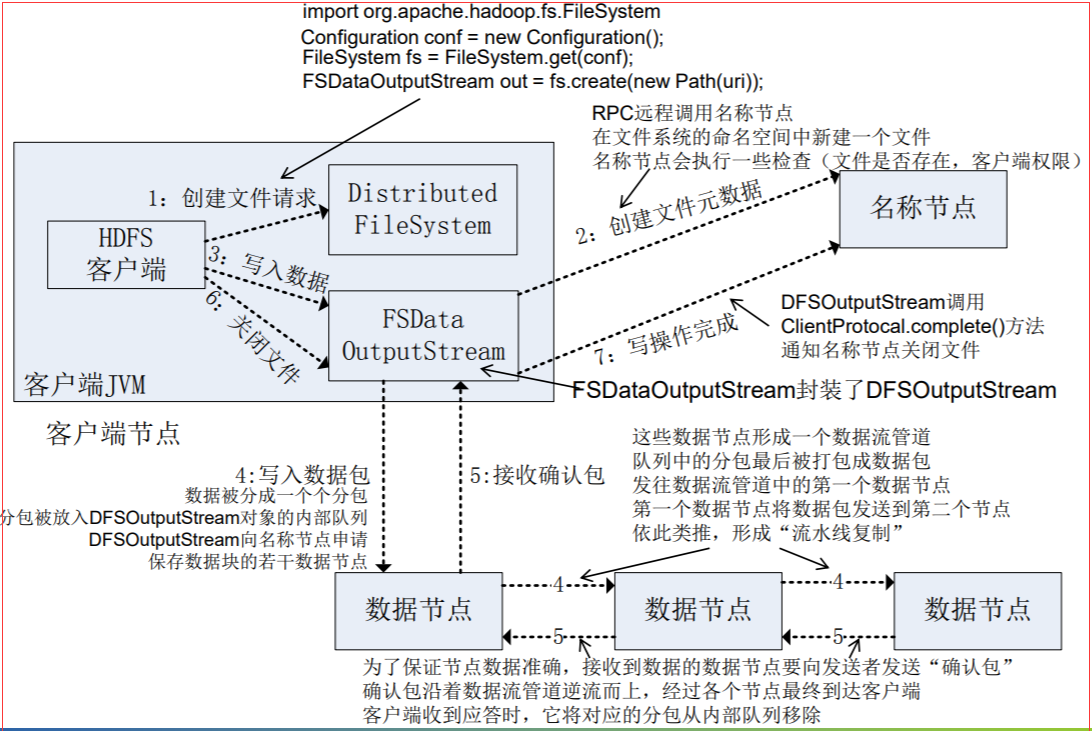 import org.apache.hadoop.fs.FileSystem
Configuration conf = new Configuration();
FileSystem fs = FileSystem.get(conf);
FSDataOutputStream out = fs.create(new Path(uri));
RPC远程调用名称节点
在文件系统的命名空间中新建一个文件
名称节点会执行一些检查（文件是否存在，客户端权限）
1: 创建文件请求
Distributed
FileSystem
2: 创建文件元数据
名称节点
HDFS
客户端
3: 写入数据
6: 关闭文件
FSData
OutputStream
7: 写操作完成
DFSOutputStream调用
ClientProtocal.complete()方法
通知名称节点关闭文件
客户端JVM
FSDataOutputStream封装了DFSOutputStream
客户端节点
4:写入数据包
数据被分成一个个分包
分包被放入DFSOutputStream对象的内部队列
DFSOutputStream向名称节点申请
保存数据块的若干数据节点
5:接收确认包
这些数据节点形成一个数据流管道
队列中的分包最后被打包成数据包
发往数据流管道中的第一个数据节点
第一个数据节点将数据包发送到第二个节点
依此类推，形成“流水线复制”
数据节点
4
5
数据节点
4
5
数据节点
为了保证节点数据准确，接收到数据的数据节点要向发送者发送“确认包”
确认包沿着数据流管道逆流而上，经过各个节点最终到达客户端
客户端收到应答时，它将对应的分包从内部队列移除